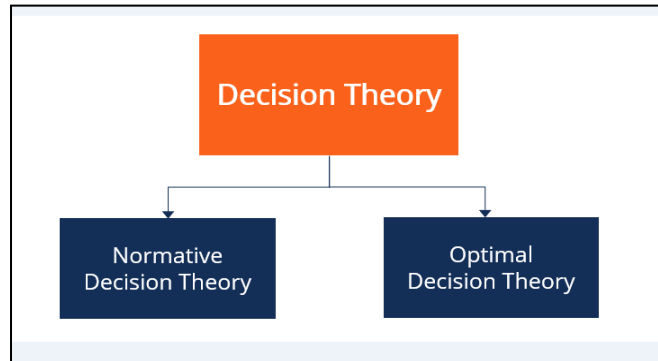 Decision Theory
Normative
Decision Theory
Optimal
Decision Theory